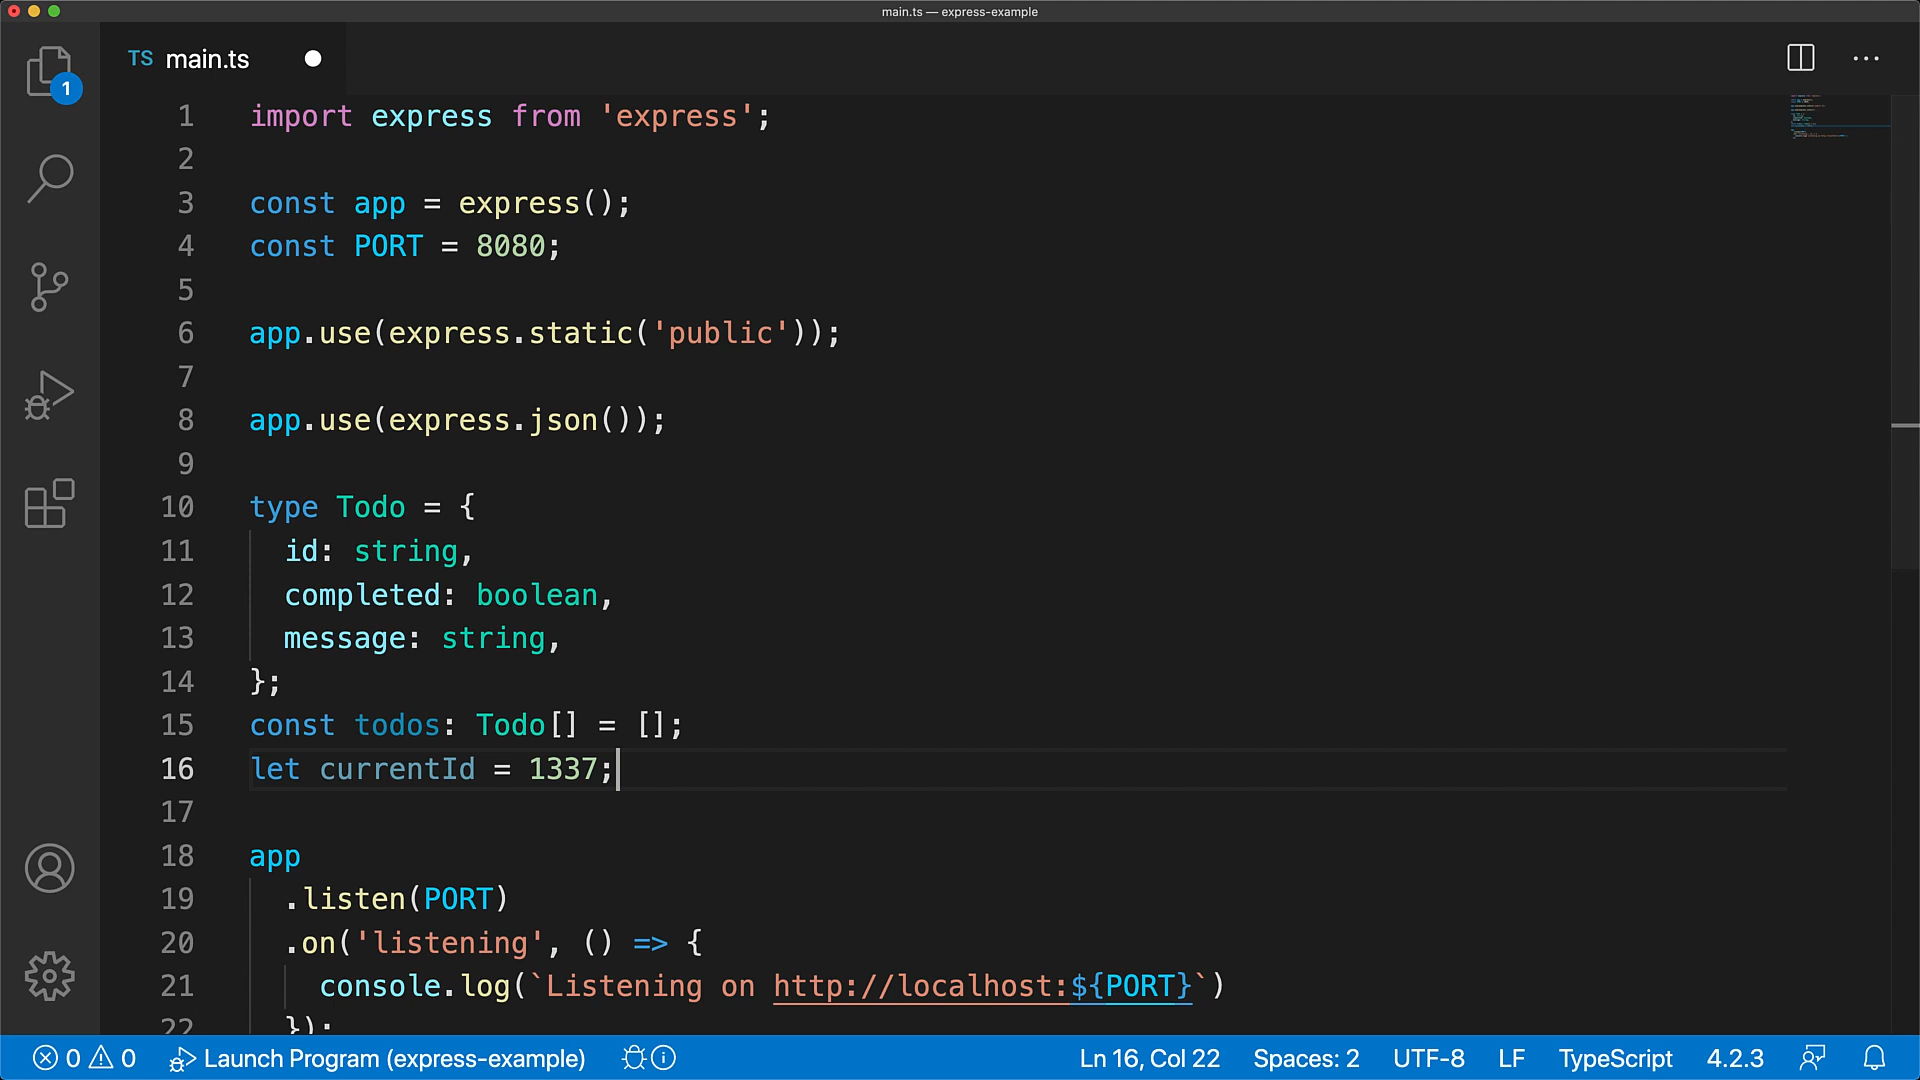 main.ts — express-example
TS main.ts
1
1 import express from 'express';
2
3 const app = express();
4 const PORT = 8080;
5
6 app.use(express.static('public'));
7
8 app.use(express.json());
9
10 type Todo = {
11 id: string,
12 completed: boolean,
13 message: string,
14 };
15 const todos: Todo[] = [];
16 let currentId = 1337;
17
18 app
19 .listen(PORT)
20 .on('listening', () => {
21 console.log(`Listening on http://localhost:${PORT}`)
22 });
0 0 Launch Program (express-example) Ln 16, Col 22 Spaces: 2 UTF-8 LF TypeScript 4.2.3